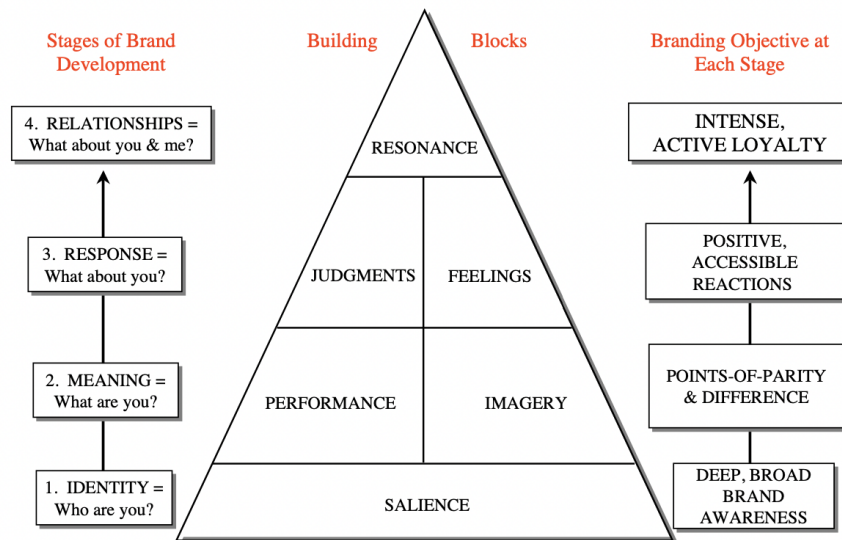 Stages of Brand
Development
Building Blocks
Branding Objective at
Each Stage
4. RELATIONSHIPS =
What about you & me?
3. RESPONSE =
What about you?
2. MEANING =
What are you?
1. IDENTITY =
Who are you?
RESONANCE
JUDGMENTS
FEELINGS
PERFORMANCE
IMAGERY
SALIENCE
INTENSE,
ACTIVE LOYALTY
POSITIVE,
ACCESSIBLE
REACTIONS
POINTS-OF-PARITY
& DIFFERENCE
DEEP, BROAD
BRAND
AWARENESS